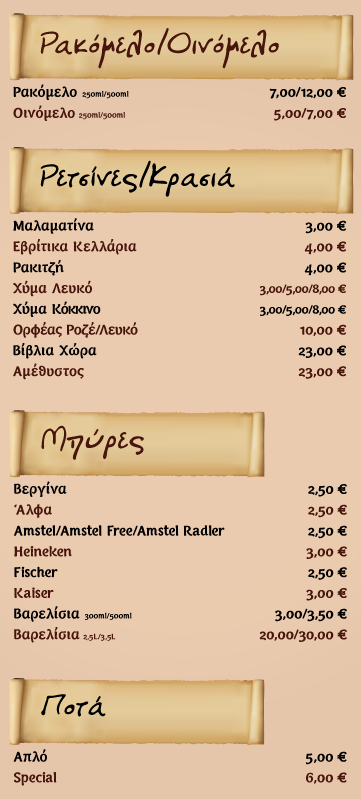 Ρακόμελο/Οινόμελο
Ρακόμελο 250ml/500ml 7,00/12,00 €
Οινόμελο 250ml/500ml 5,00/7,00 €
Ρετσίνες/Κρασιά
Μαλαματίνα 3,00 €
Εβρίτικα Κελλάρια 4,00 €
Ρακιτζή 4,00 €
Χύμα Λευκό 3,00/5,00/8,00 €
Χύμα Κόκκινο 3,00/5,00/8,00 €
Ορφέας Ροζέ/Λευκό 10,00 €
Βίβλια Χώρα 23,00 €
Αμέθυστος 23,00 €
Μπύρες
Βεργίνα 2,50 €
Άλφα 2,50 €
Amstel/Amstel Free/Amstel Radler 2,50 €
Heineken 3,00 €
Fischer 2,50 €
Kaiser 3,00 €
Βαρελίσια 300ml/500ml 3,00/3,50 €
Βαρελίσια 2,5L/3,5L 20,00/30,00 €
Ποτά
Απλό 5,00 €
Special 6,00 €